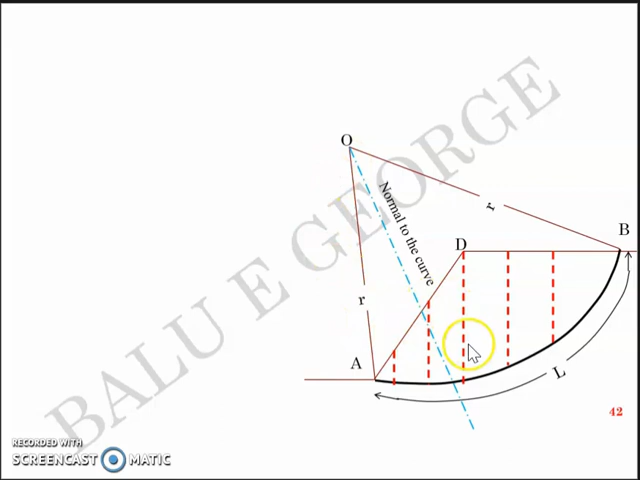 BALU E GEORGE
O
Normal to the curve
r
B
D
r
A
L
42
RECORDED WITH
SCREENCAST MATIC